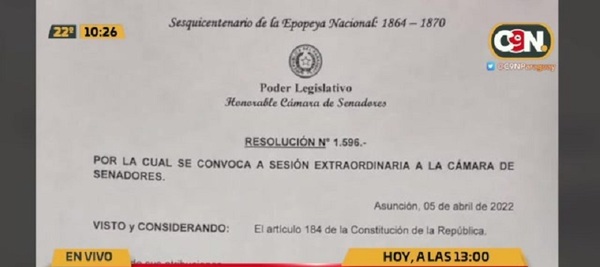 22º 10:26
Sesquicentenario de la Epopeya Nacional: 1864 – 1870
C9N
Poder Legislativo
Honorable Cámara de Senadores
RESOLUCIÓN N° 1.596.-
POR LA CUAL SE CONVOCA A SESIÓN EXTRAORDINARIA A LA CÁMARA DE
SENADORES.
Asunción, 05 de abril de 2022
VISTO y CONSIDERANDO: El artículo 184 de la Constitución de la República.
EN VIVO
HOY, A LAS 13:00